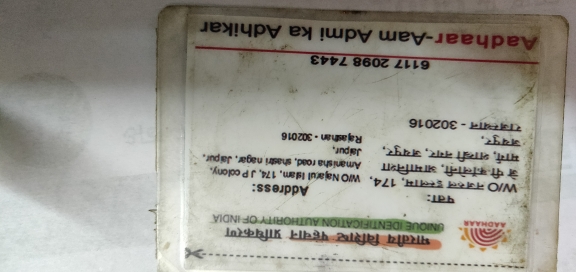 भारतीय विशिष्ट पहचान प्राधिकरण
UNIQUE IDENTIFICATION AUTHORITY OF INDIA
AADHAAR
पता:
W/O नजरुल इस्लाम, 174,
जे पी कॉलोनी, अमानिशा
मार्ग, शास्त्री नगर, जयपुर,
जयपुर,
राजस्थान - 302016
Address:
W/O Najarul Islam, 174, J P colony,
Amanisha road, shastri nagar, Jaipur,
Jaipur,
Rajasthan - 302016
6117 2098 7443
Aadhaar-Aam Admi ka Adhikar